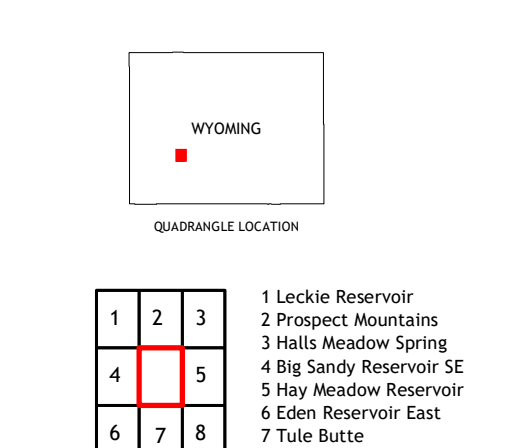 WYOMING
QUADRANGLE LOCATION
1 2 3
4 5
6 7 8
1 Leckie Reservoir
2 Prospect Mountains
3 Halls Meadow Spring
4 Big Sandy Reservoir SE
5 Hay Meadow Reservoir
6 Eden Reservoir East
7 Tule Butte